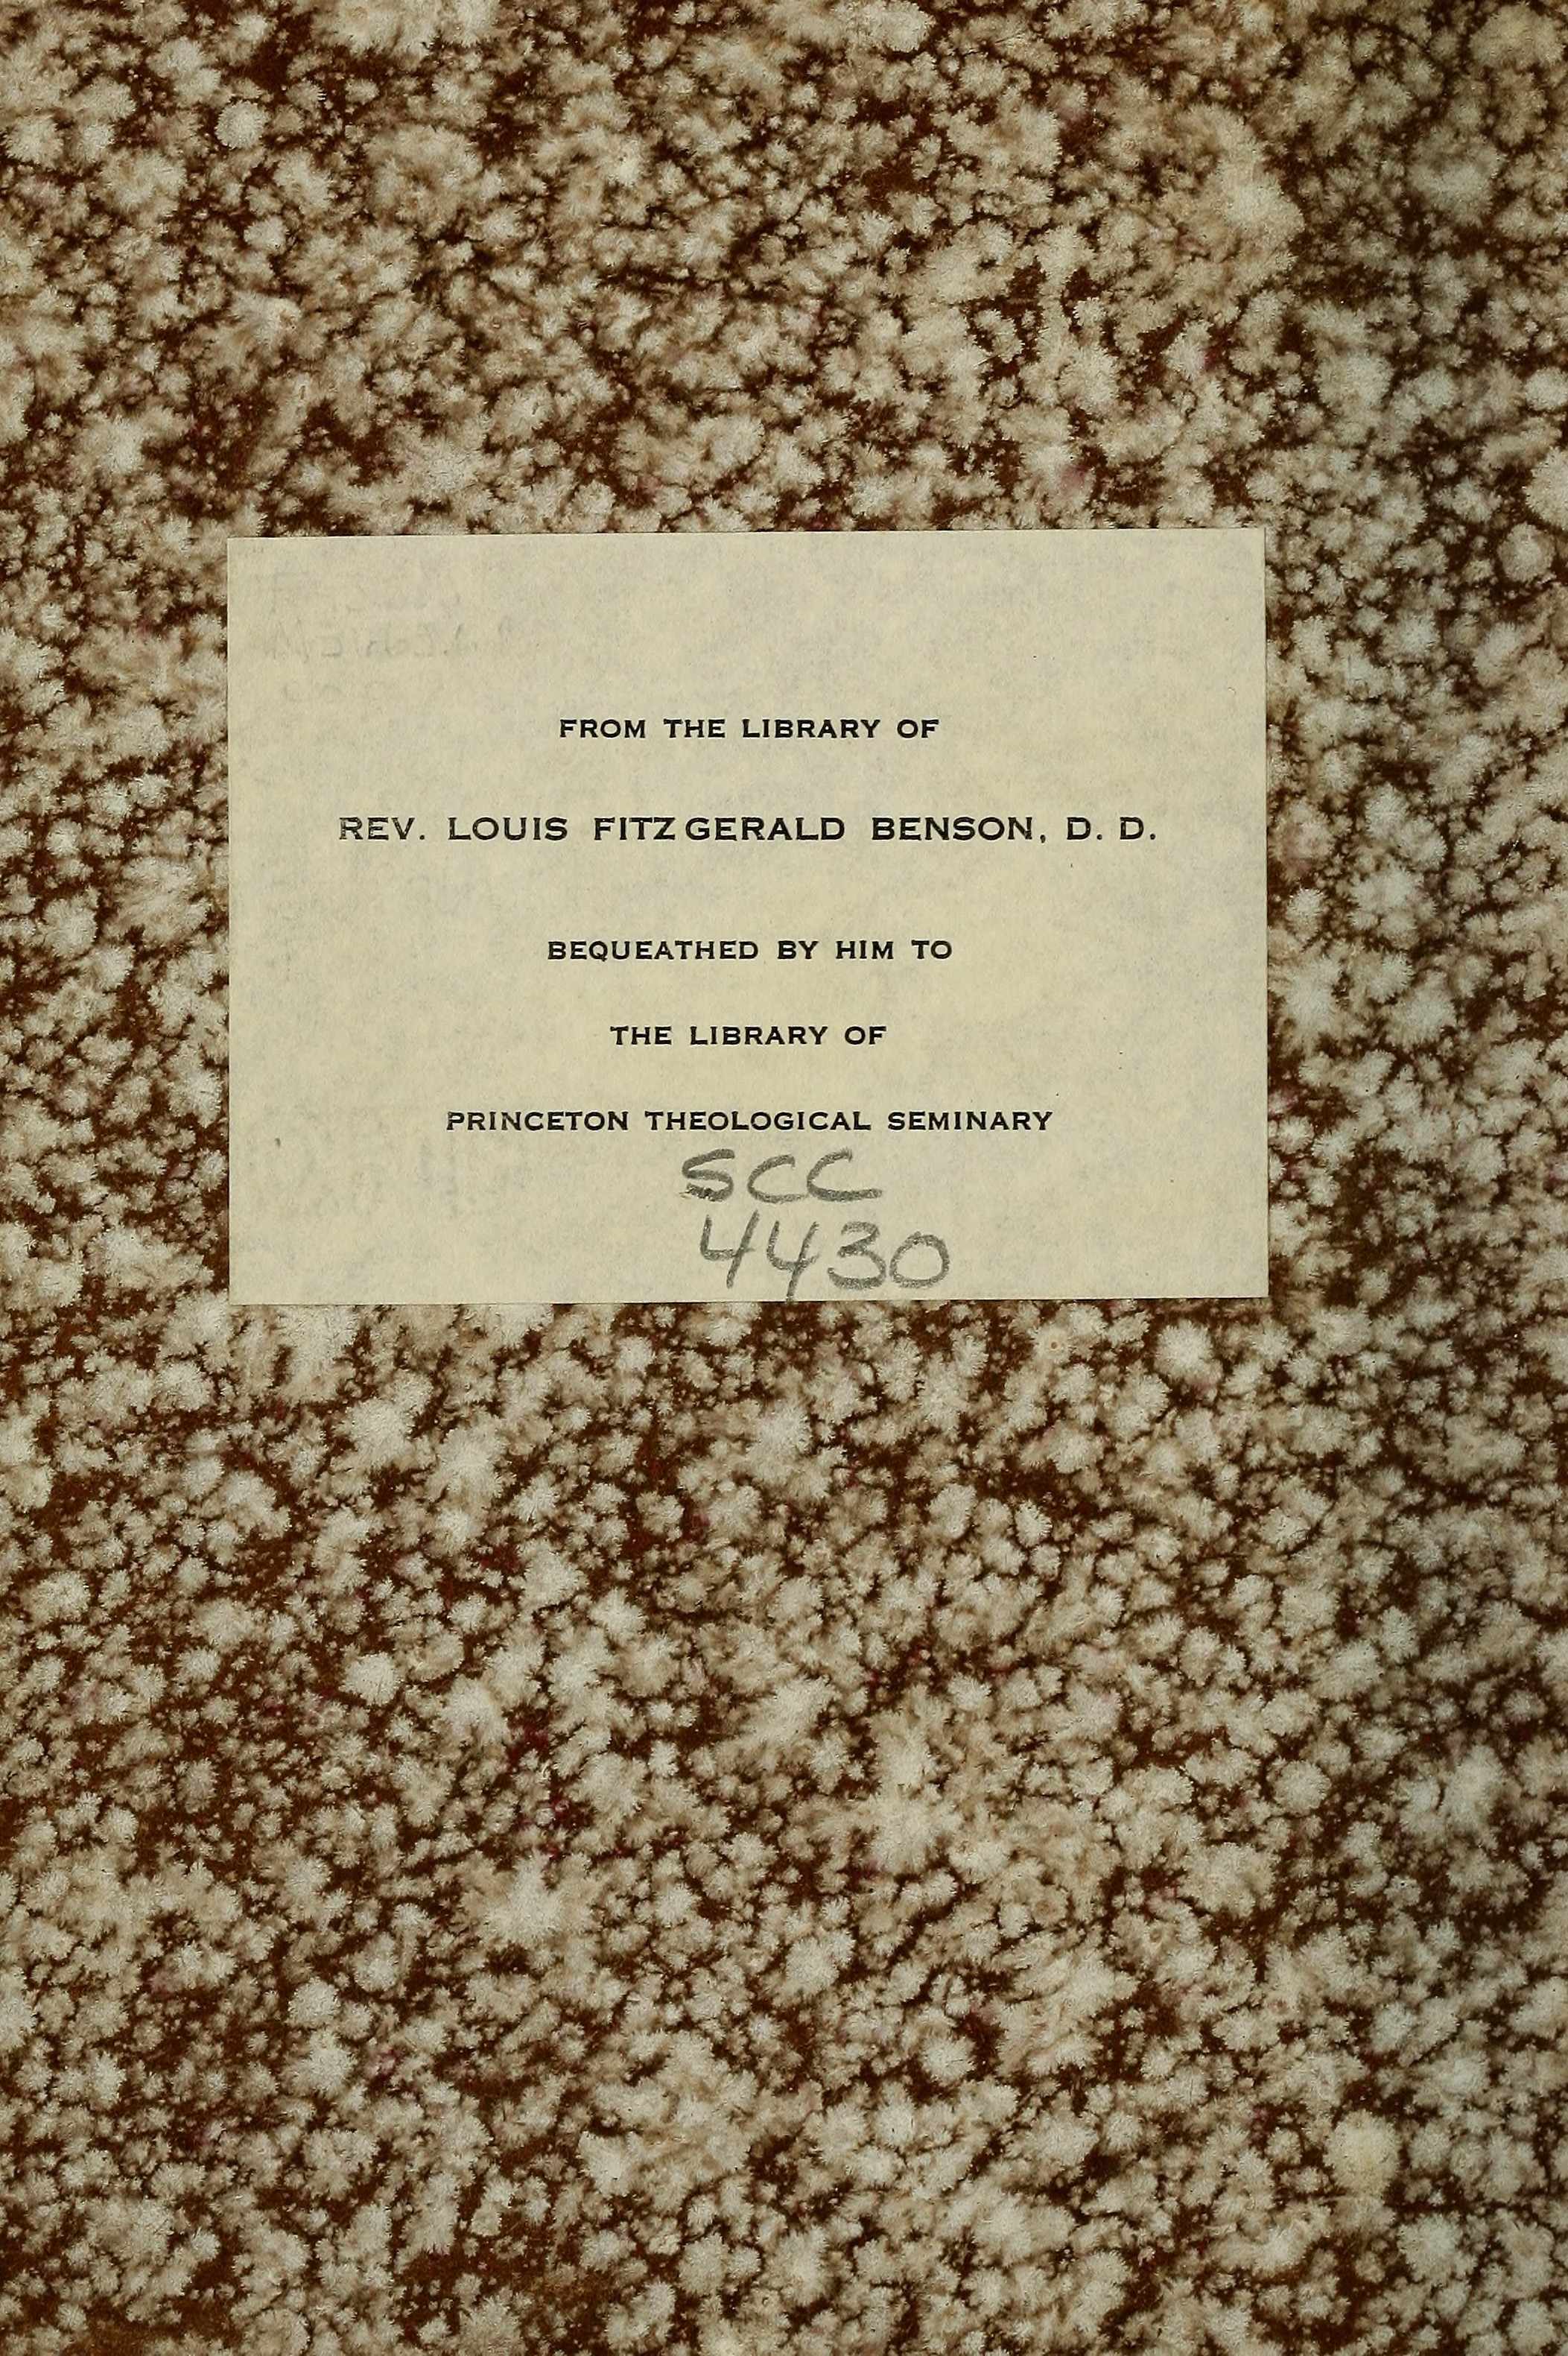 FROM THE LIBRARY OF
REV. LOUIS FITZGERALD BENSON, D. D.
BEQUEATHED BY HIM TO
THE LIBRARY OF
PRINCETON THEOLOGICAL SEMINARY
SCC
4430